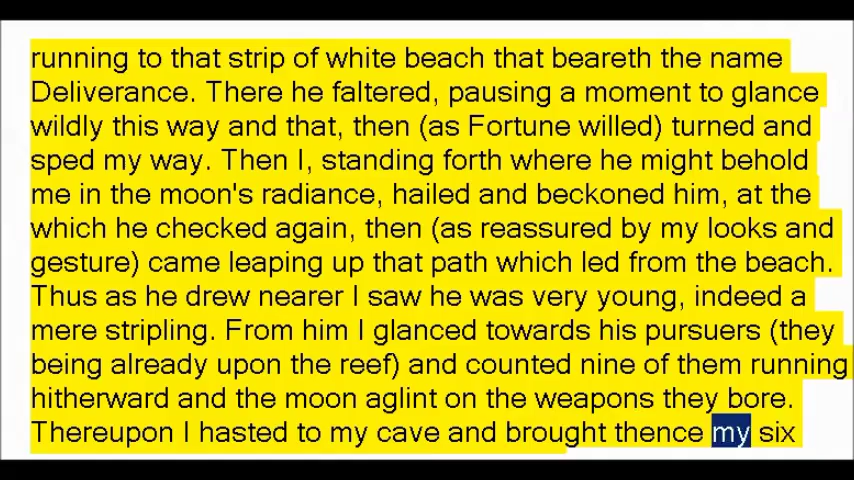 running to that strip of white beach that beareth the name
Deliverance. There he faltered, pausing a moment to glance
wildly this way and that, then (as Fortune willed) turned and
sped my way. Then I, standing forth where he might behold
me in the moon's radiance, hailed and beckoned him, at the
which he checked again, then (as reassured by my looks and
gesture) came leaping up that path which led from the beach.
Thus as he drew nearer I saw he was very young, indeed a
mere stripling. From him I glanced towards his pursuers (they
being already upon the reef) and counted nine of them running
hitherward and the moon aglint on the weapons they bore.
Thereupon I hasted to my cave and brought thence my six